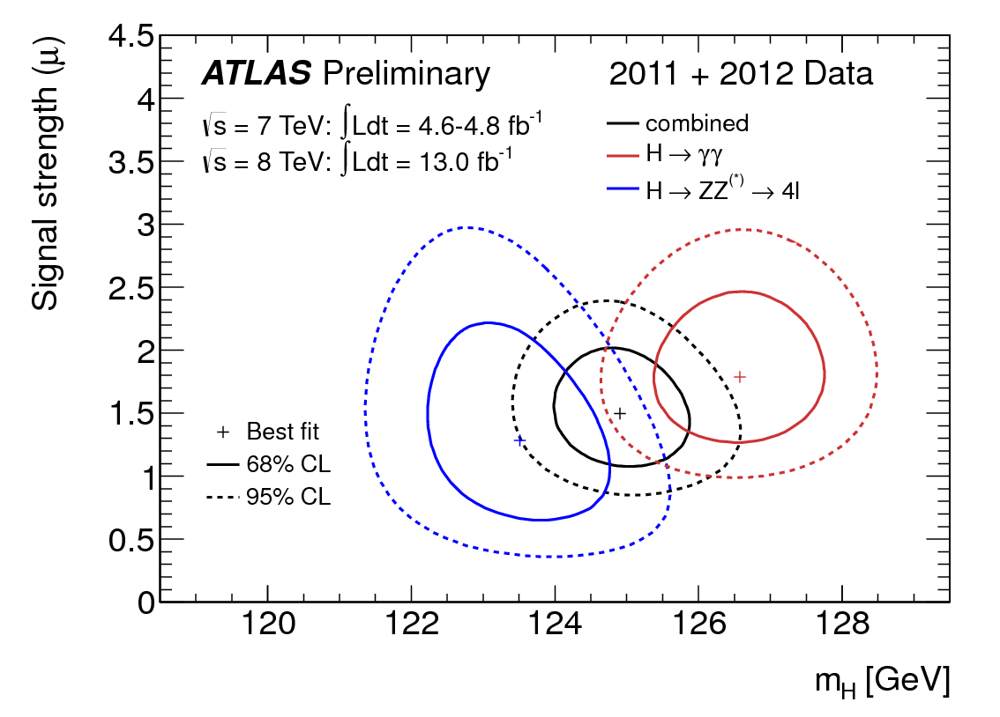 Signal strength (μ)
4.5
4
3.5
3
2.5
2
1.5
1
0.5
0
ATLAS Preliminary
√s = 7 TeV: ∫Ldt = 4.6-4.8 fb⁻¹
√s = 8 TeV: ∫Ldt = 13.0 fb⁻¹
2011 + 2012 Data
combined
H → γγ
H → ZZ⁽*⁾ → 4l
+ Best fit
68% CL
95% CL
120 122 124 126 128
m_H [GeV]